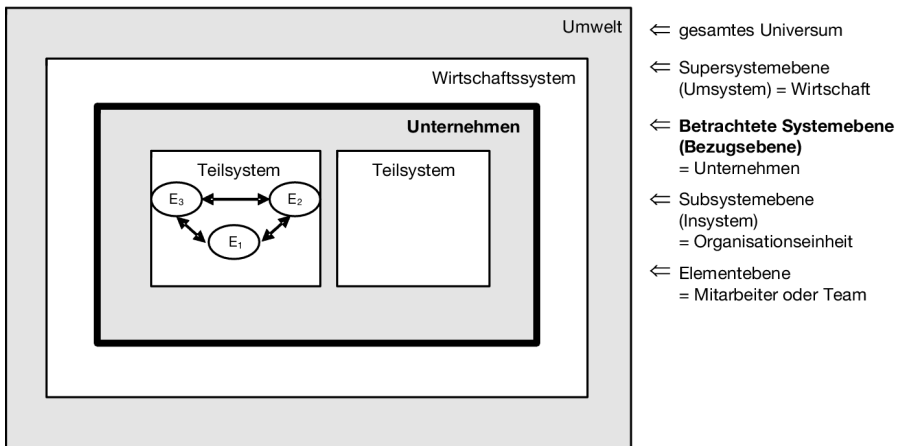 Umwelt
Wirtschaftssystem
Unternehmen
Teilsystem
Teilsystem
E₃
E₂
E₁
⇐ gesamtes Universum
⇐ Supersystemebene
(Umsystem) = Wirtschaft
⇐ Betrachtete Systemebene
(Bezugsebene)
= Unternehmen
⇐ Subsystemebene
(Insystem)
= Organisationseinheit
⇐ Elementebene
= Mitarbeiter oder Team